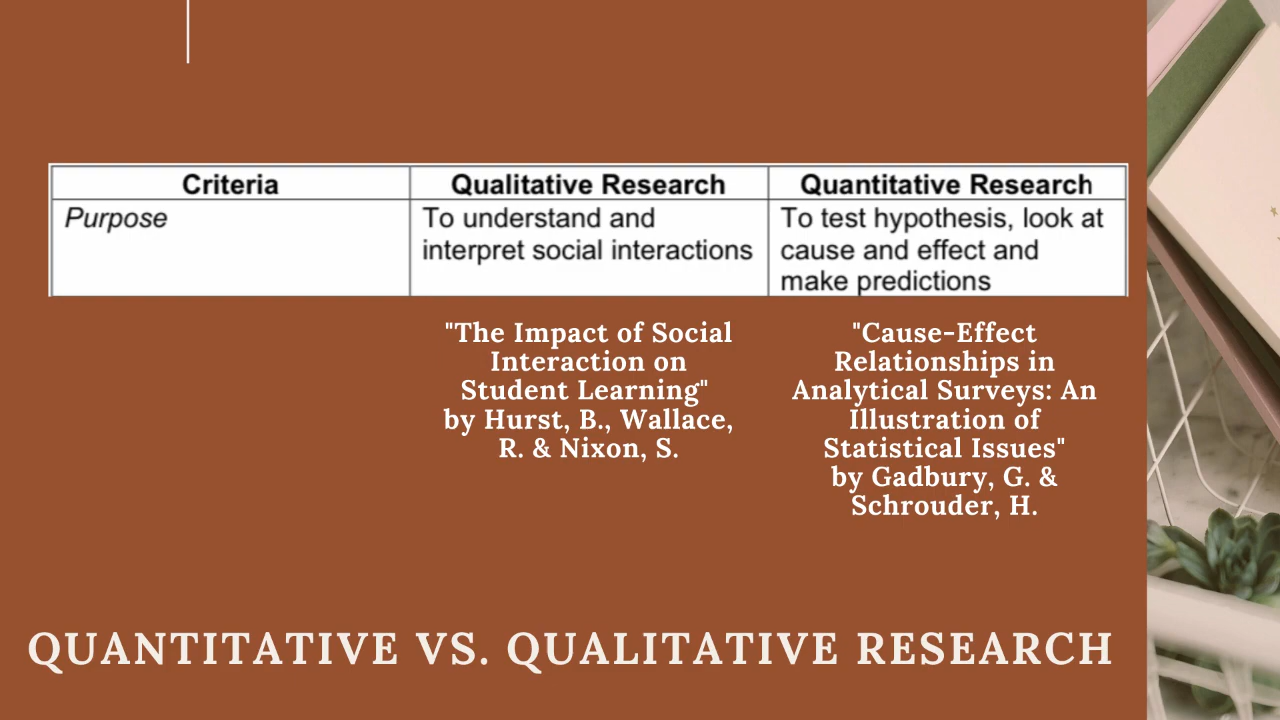 Criteria
Qualitative Research
Quantitative Research
Purpose
To understand and
interpret social interactions
To test hypothesis, look at
cause and effect and
make predictions
"The Impact of Social
Interaction on
Student Learning"
by Hurst, B., Wallace,
R. & Nixon, S.
"Cause-Effect
Relationships in
Analytical Surveys: An
Illustration of
Statistical Issues"
by Gadbury, G. &
Schrouder, H.
QUANTITATIVE VS. QUALITATIVE RESEARCH